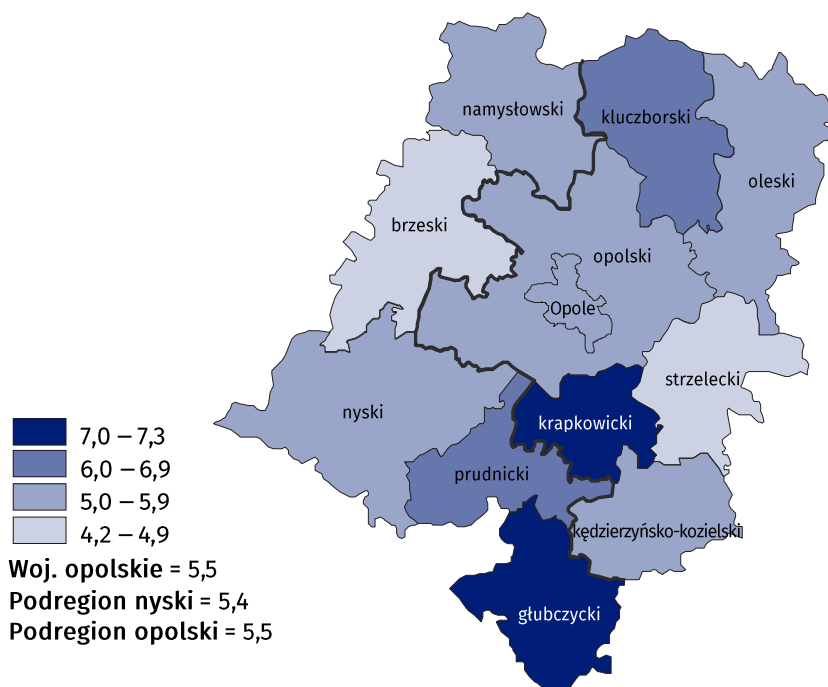 namysłowski
kluczborski
oleski
brzeski
opolski
Opole
strzelecki
nyski
krapkowicki
prudnicki
kędzierzyńsko-kozielski
głubczycki
7,0 – 7,3
6,0 – 6,9
5,0 – 5,9
4,2 – 4,9
Woj. opolskie = 5,5
Podregion nyski = 5,4
Podregion opolski = 5,5